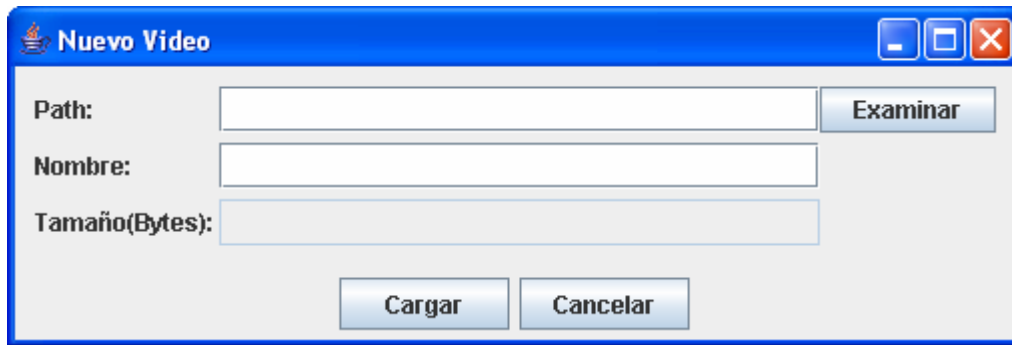 Nuevo Video
Path: Examinar
Nombre:
Tamaño(Bytes):
Cargar Cancelar